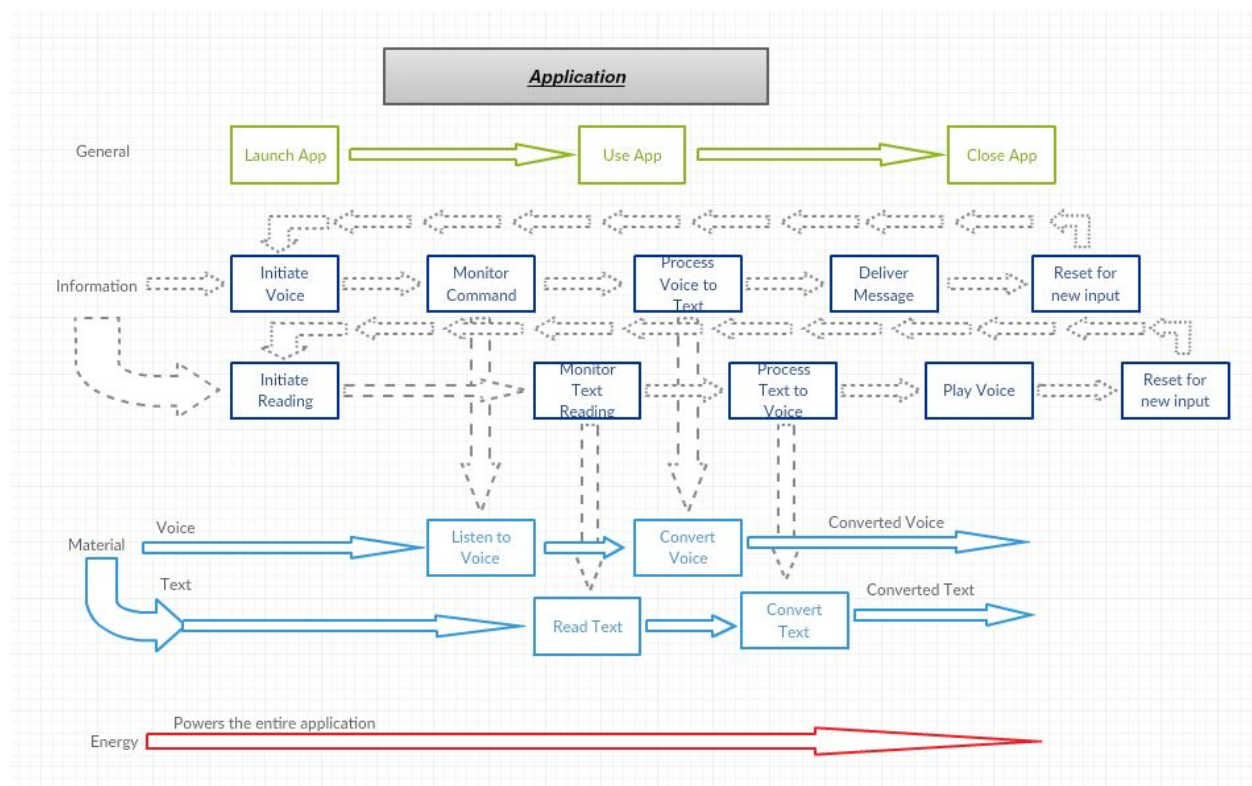 Application
General
Launch App
Use App
Close App
Information
Initiate
Voice
Monitor
Command
Process
Voice to
Text
Deliver
Message
Reset for
new input
Initiate
Reading
Monitor
Text
Reading
Process
Text to
Voice
Play Voice
Reset for
new input
Material
Voice
Listen to
Voice
Convert
Voice
Converted Voice
Text
Read Text
Convert
Text
Converted Text
Energy
Powers the entire application